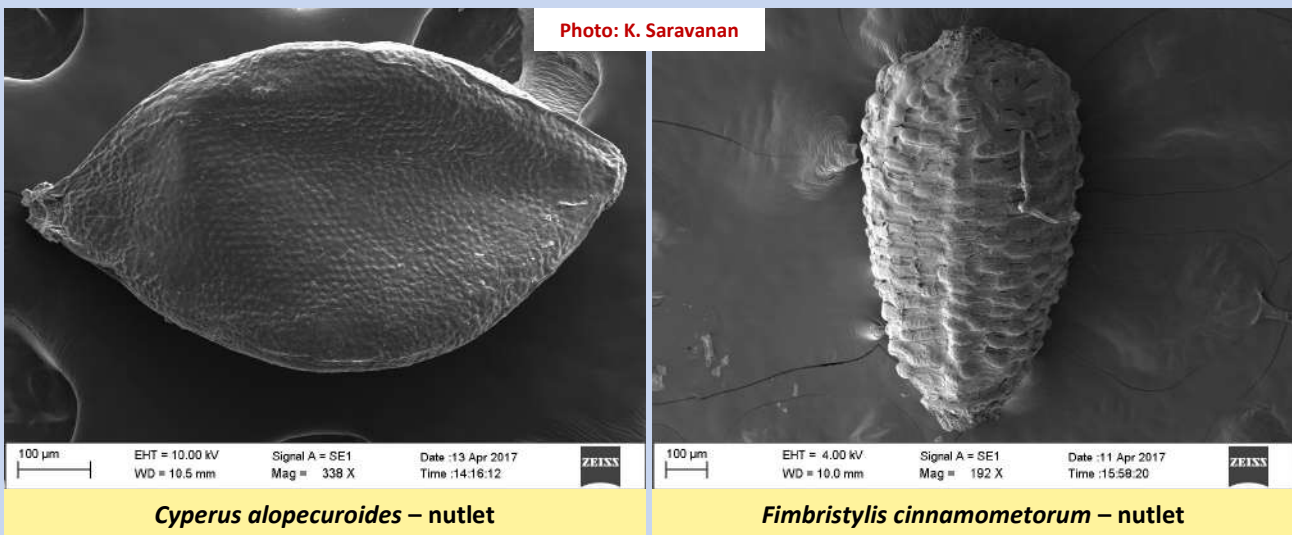 Photo: K. Saravanan
100 µm
EHT = 10.00 kV
WD = 10.5 mm
Signal A = SE1
Mag = 338 X
Date :13 Apr 2017
Time :14:16:12
ZEISS
100 µm
EHT = 4.00 kV
WD = 10.0 mm
Signal A = SE1
Mag = 192 X
Date :11 Apr 2017
Time :15:58:20
ZEISS
Cyperus alopecuroides – nutlet
Fimbristylis cinnamometorum – nutlet